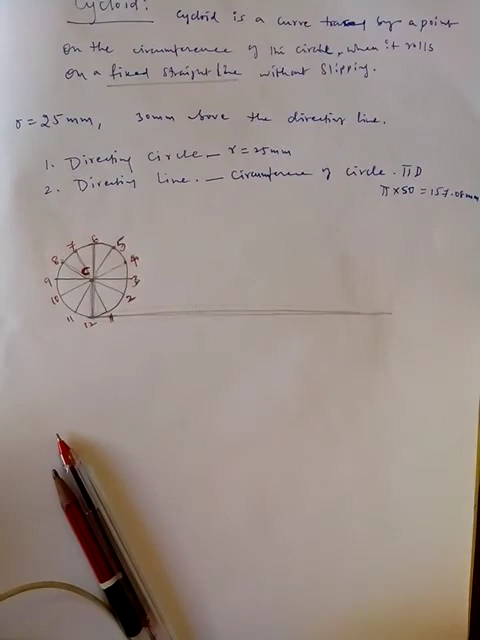 Cycloid: Cycloid is a curve traced by a point
on the circumference of the circle, when it rolls
on a fixed straight line without slipping.
r = 25mm, 30mm above the directing line.
1. Directing Circle - r = 25mm
2. Directing Line. - Circumference of circle. πD
π × 50 = 157.08mm
6
7 5
8 4
C
9 3
10 2
11 1
12